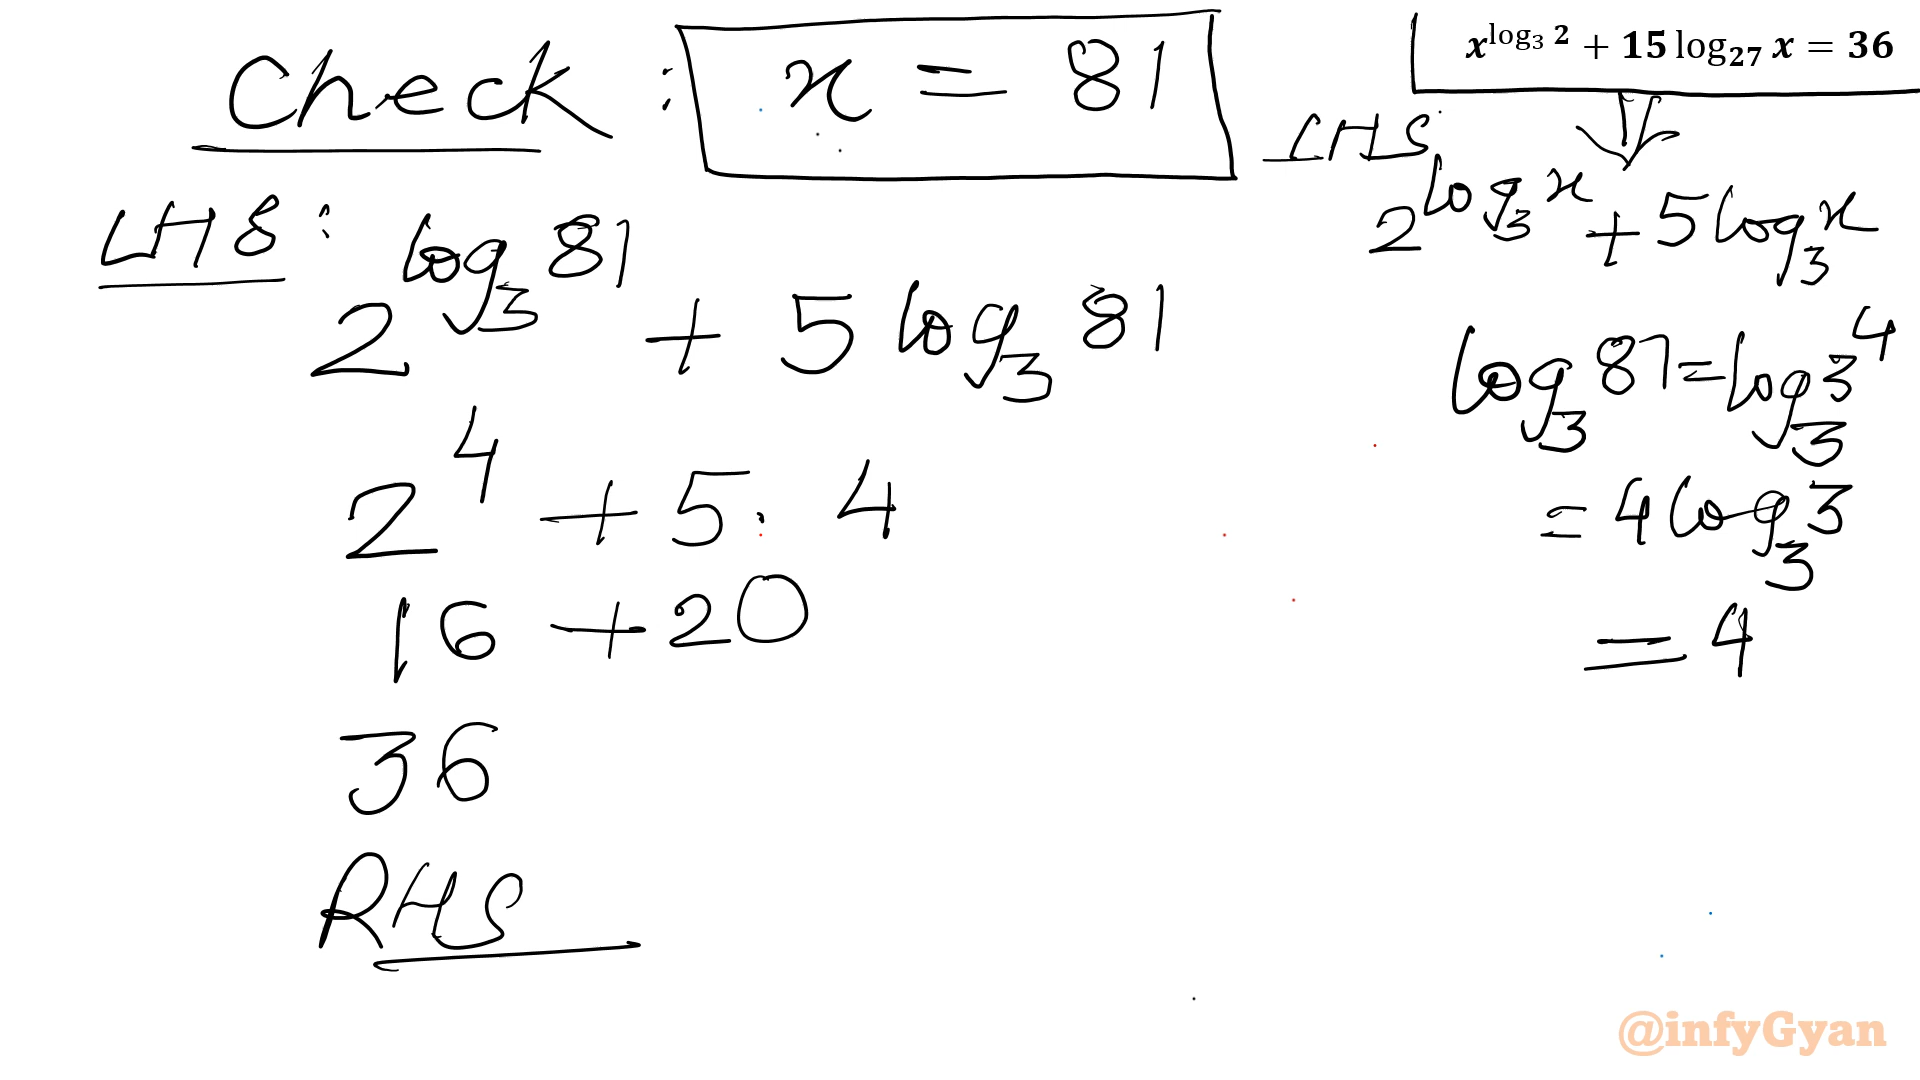 Check : x = 81
x^{log₃ 2} + 15 log₂₇ x = 36
LHS
2^{log₃ x} + 5 log₃ x
LHS :
2^{log₃ 81} + 5 log₃ 81
log₃ 81 = log₃ 3⁴
2⁴ + 5 . 4
= 4 log₃ 3
16 + 20
= 4
36
RHS
@infyGyan